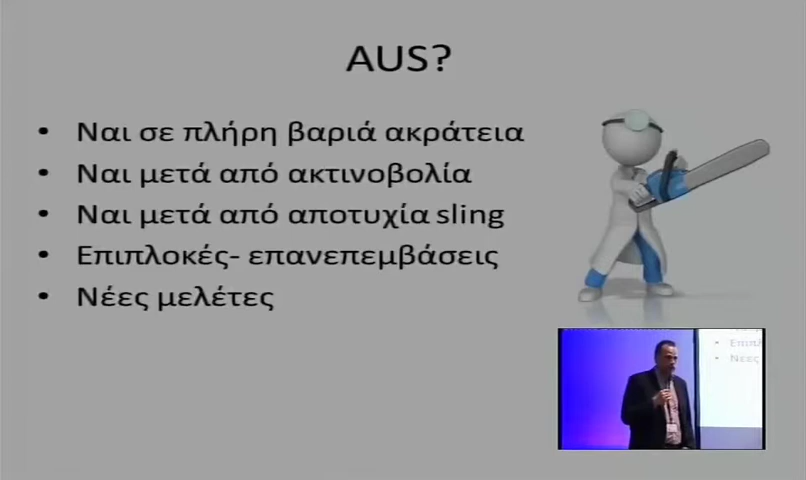 AUS?
• Ναι σε πλήρη βαριά ακράτεια
• Ναι μετά από ακτινοβολία
• Ναι μετά από αποτυχία sling
• Επιπλοκές- επανεπεμβάσεις
• Νέες μελέτες